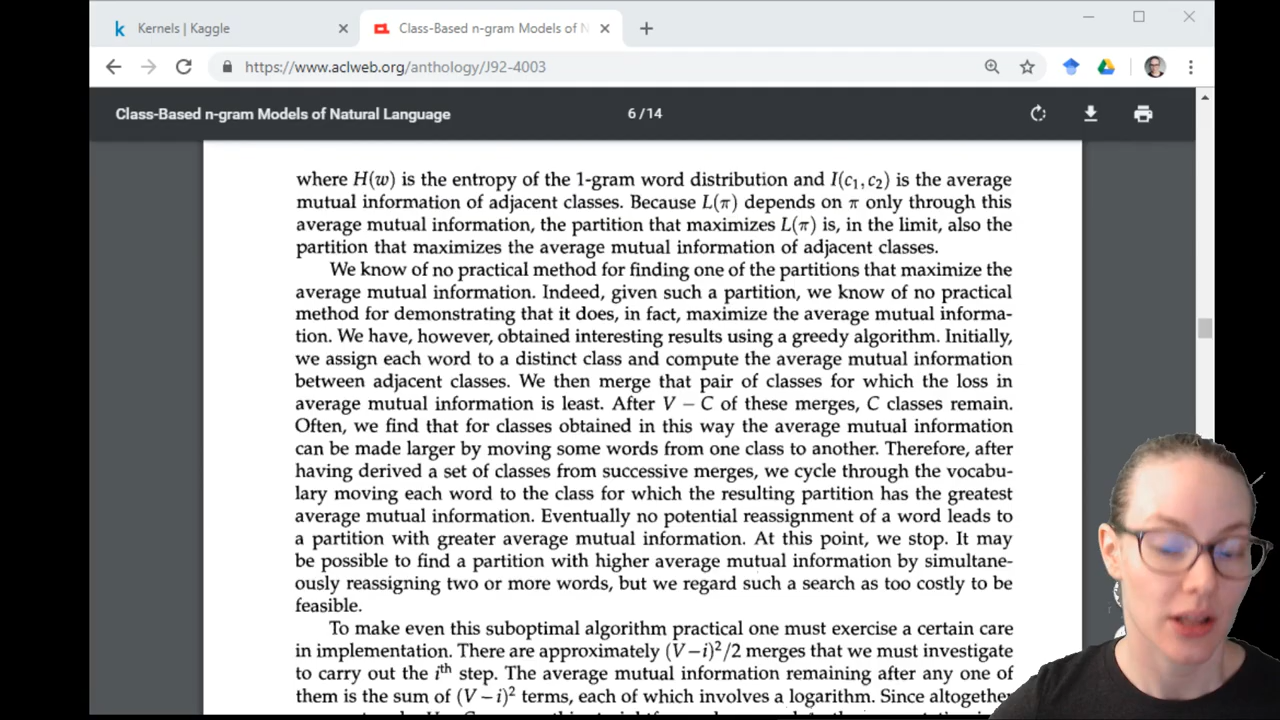 Kernels | Kaggle
Class-Based n-gram Models of N
https://www.aclweb.org/anthology/J92-4003
Class-Based n-gram Models of Natural Language
6 / 14
where H(w) is the entropy of the 1-gram word distribution and I(c₁, c₂) is the average
mutual information of adjacent classes. Because L(π) depends on π only through this
average mutual information, the partition that maximizes L(π) is, in the limit, also the
partition that maximizes the average mutual information of adjacent classes.
We know of no practical method for finding one of the partitions that maximize the
average mutual information. Indeed, given such a partition, we know of no practical
method for demonstrating that it does, in fact, maximize the average mutual informa-
tion. We have, however, obtained interesting results using a greedy algorithm. Initially,
we assign each word to a distinct class and compute the average mutual information
between adjacent classes. We then merge that pair of classes for which the loss in
average mutual information is least. After V − C of these merges, C classes remain.
Often, we find that for classes obtained in this way the average mutual information
can be made larger by moving some words from one class to another. Therefore, after
having derived a set of classes from successive merges, we cycle through the vocabu-
lary moving each word to the class for which the resulting partition has the greatest
average mutual information. Eventually no potential reassignment of a word leads to
a partition with greater average mutual information. At this point, we stop. It may
be possible to find a partition with higher average mutual information by simultane-
ously reassigning two or more words, but we regard such a search as too costly to be
feasible.
To make even this suboptimal algorithm practical one must exercise a certain care
in implementation. There are approximately (V−i)²/2 merges that we must investigate
to carry out the iᵗʰ step. The average mutual information remaining after any one of
them is the sum of (V − i)² terms, each of which involves a logarithm. Since altogether